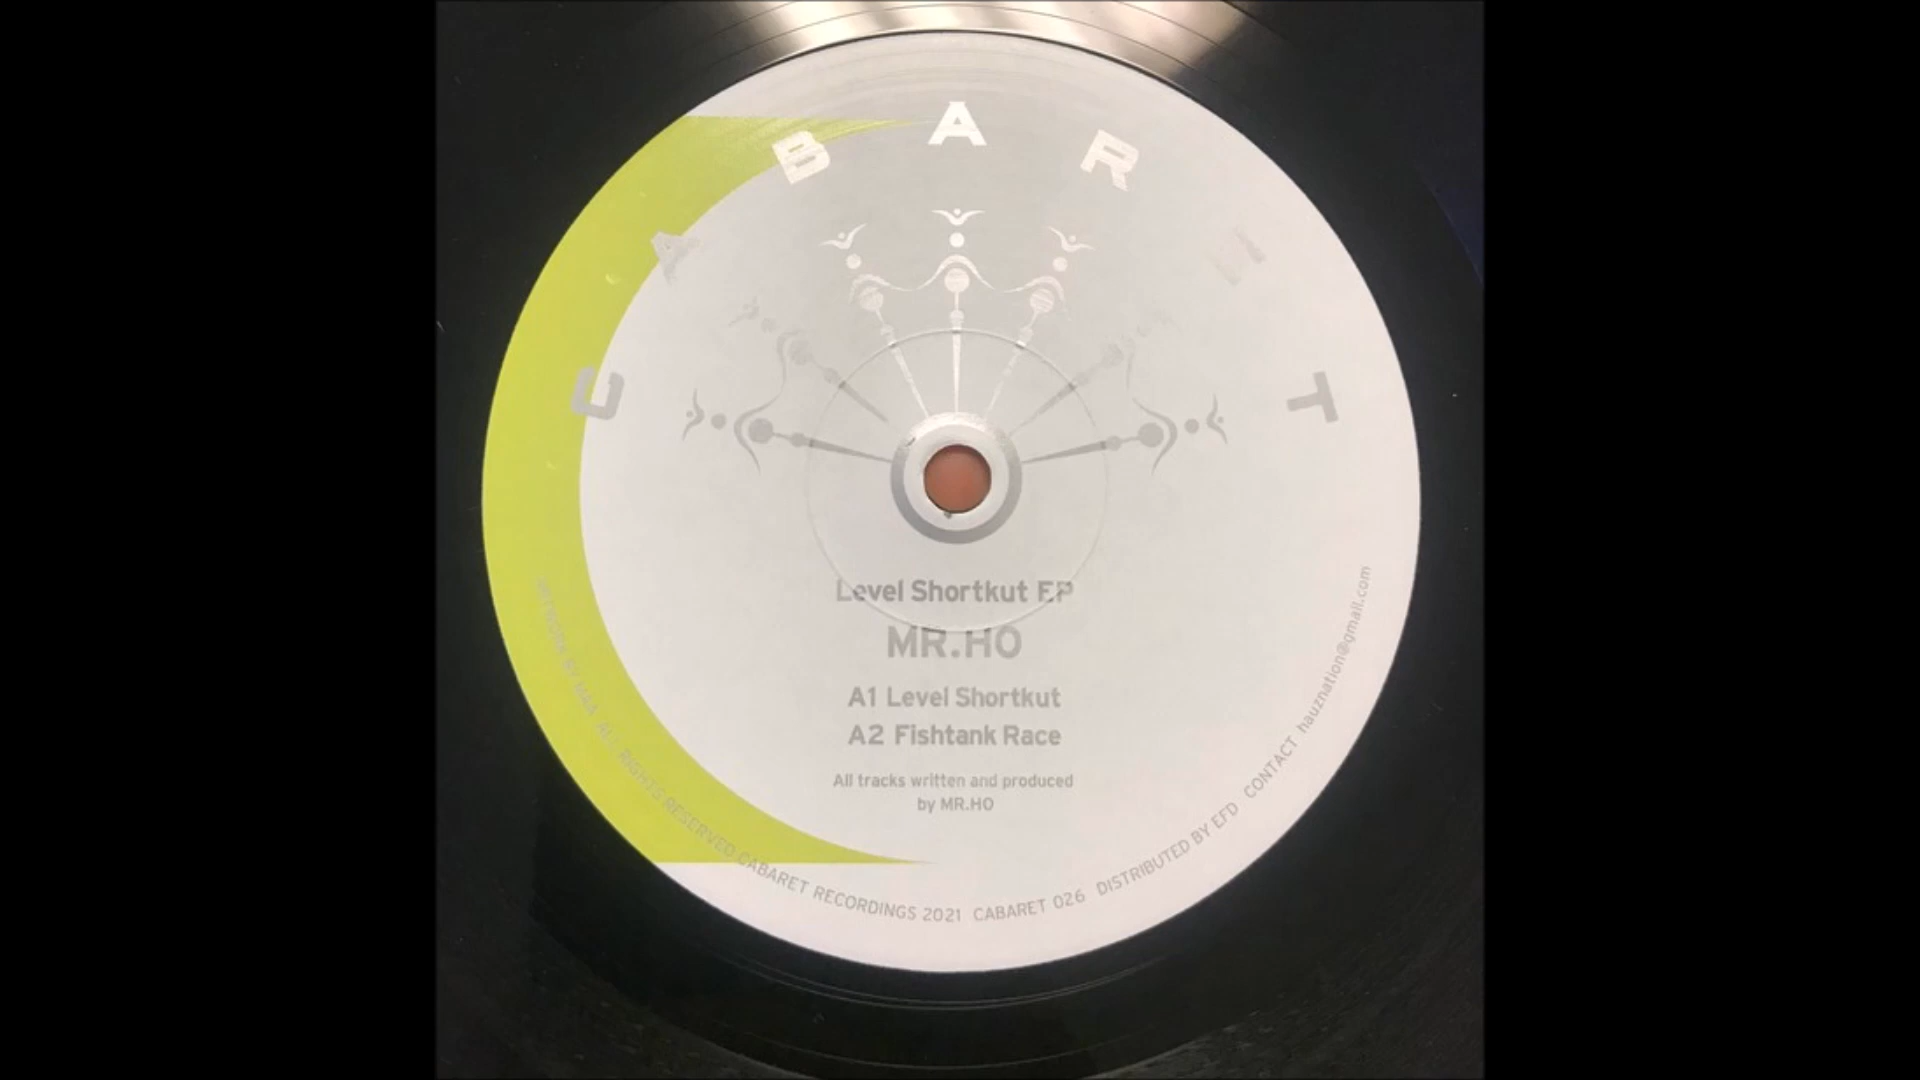 CABARET
Level Shortkut EP
MR.HO
A1 Level Shortkut
A2 Fishtank Race
All tracks written and produced
by MR.HO
ALL RIGHTS RESERVED CABARET RECORDINGS 2021 CABARET 026 DISTRIBUTED BY EFD CONTACT hauznation@gmail.com